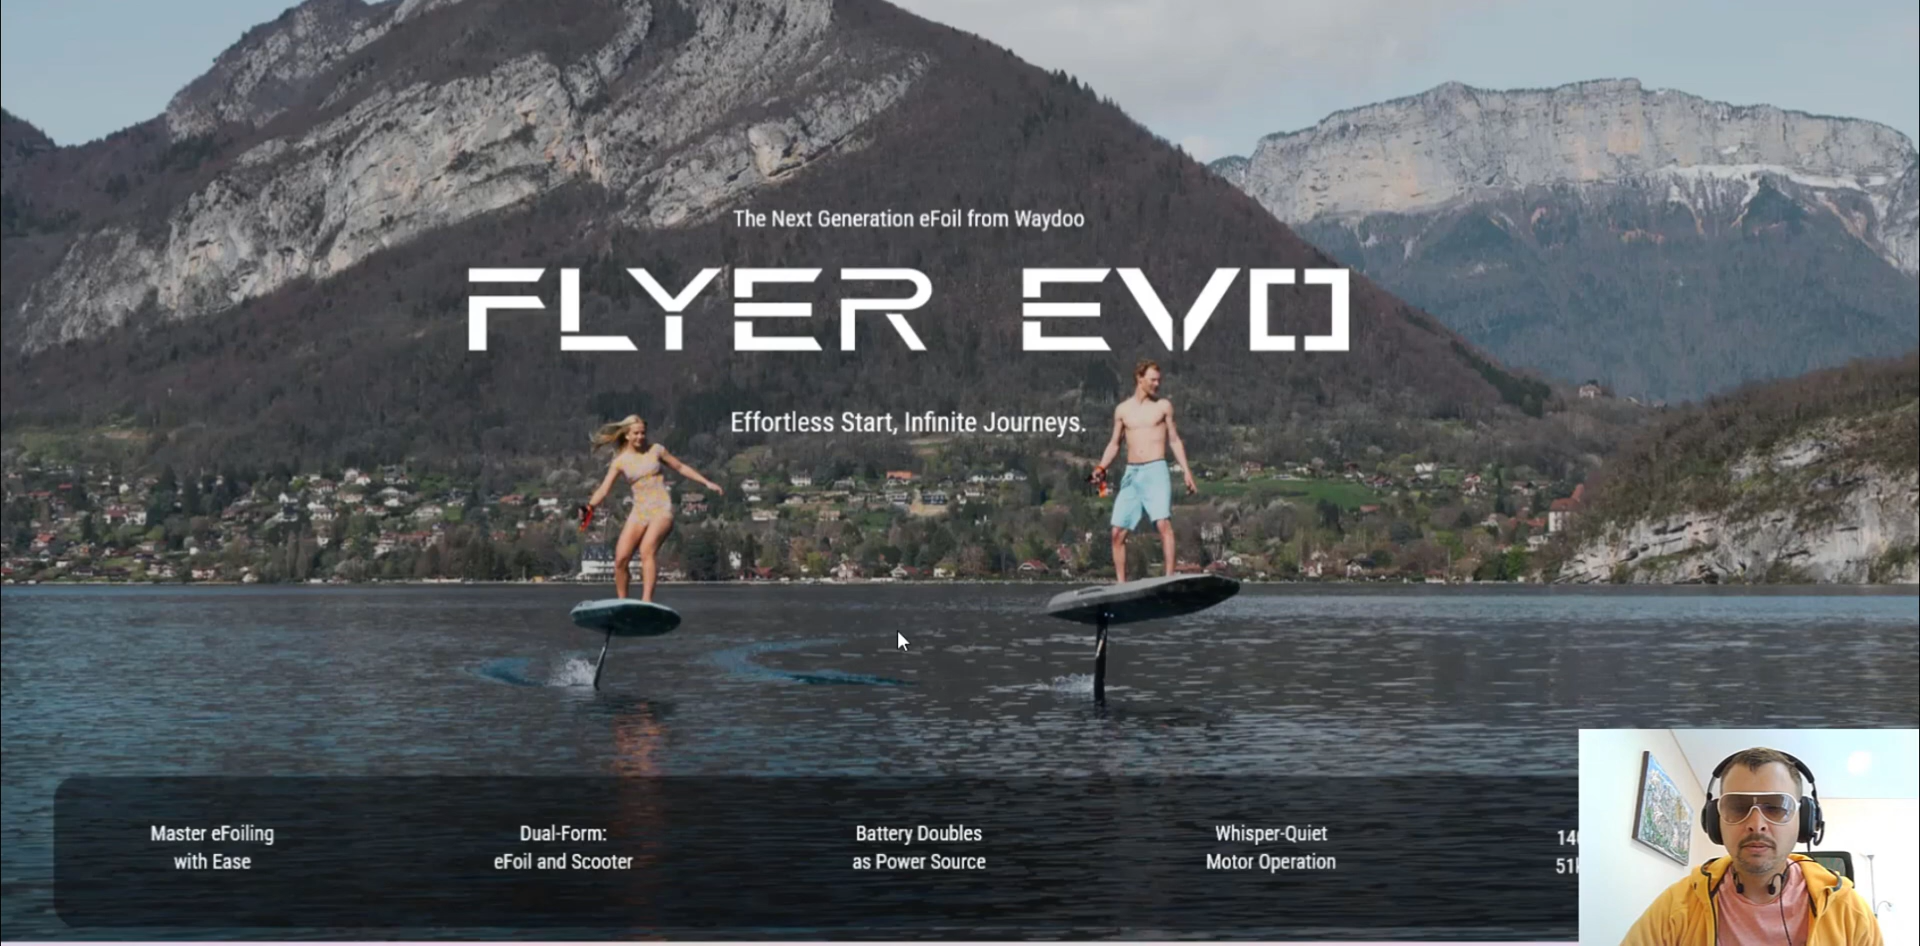 The Next Generation eFoil from Waydoo
FLYER EVO
Effortless Start, Infinite Journeys.
Master eFoiling
with Ease
Dual-Form:
eFoil and Scooter
Battery Doubles
as Power Source
Whisper-Quiet
Motor Operation